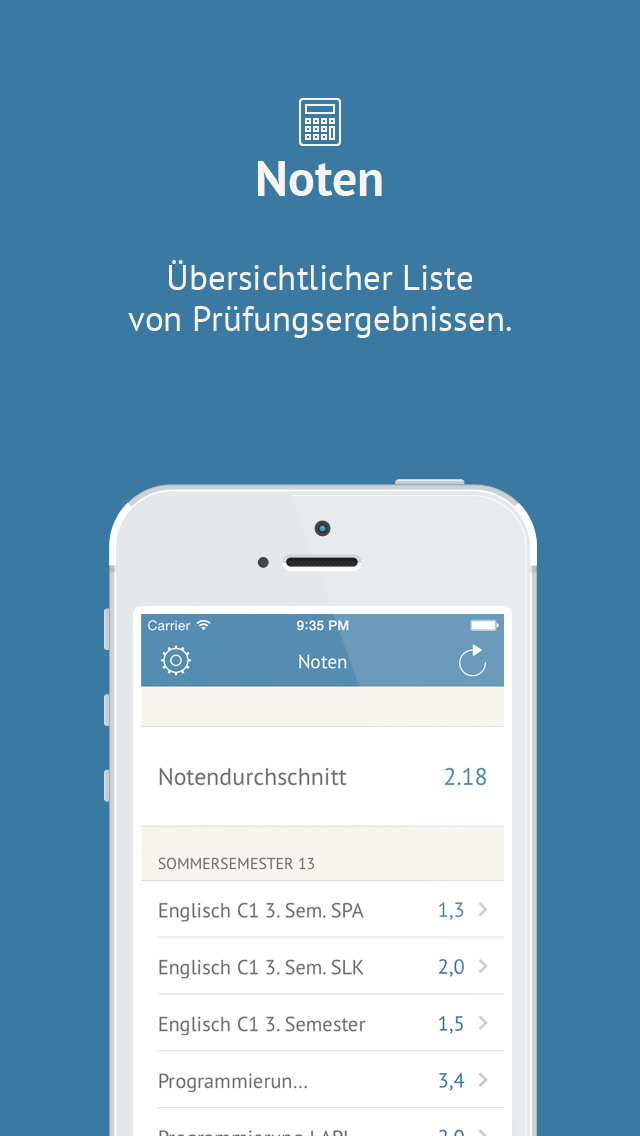 Noten
Übersichtlicher Liste
von Prüfungsergebnissen.
Carrier 9:35 PM
Noten
Notendurchschnitt 2.18
SOMMERSEMESTER 13
Englisch C1 3. Sem. SPA 1,3
Englisch C1 3. Sem. SLK 2,0
Englisch C1 3. Semester 1,5
Programmierun... 3,4